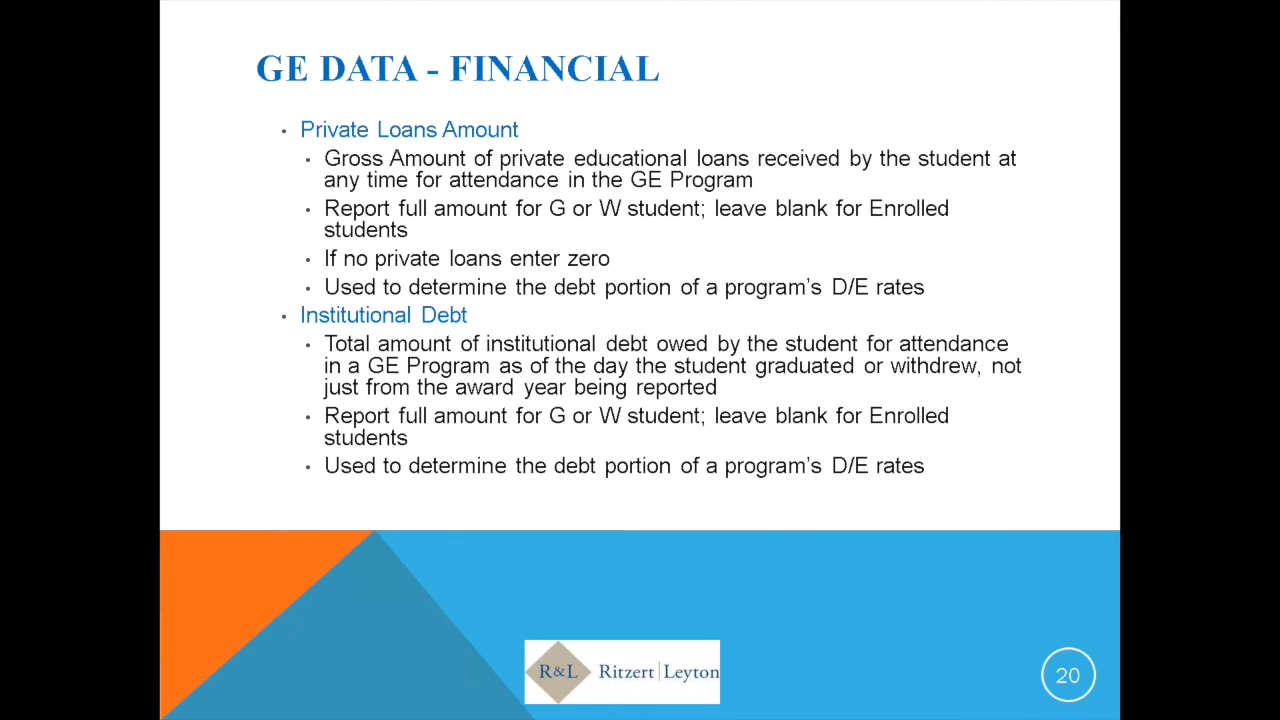 GE DATA - FINANCIAL
• Private Loans Amount
• Gross Amount of private educational loans received by the student at
any time for attendance in the GE Program
• Report full amount for G or W student; leave blank for Enrolled
students
• If no private loans enter zero
• Used to determine the debt portion of a program's D/E rates
• Institutional Debt
• Total amount of institutional debt owed by the student for attendance
in a GE Program as of the day the student graduated or withdrew, not
just from the award year being reported
• Report full amount for G or W student; leave blank for Enrolled
students
• Used to determine the debt portion of a program's D/E rates
R&L Ritzert|Leyton
20